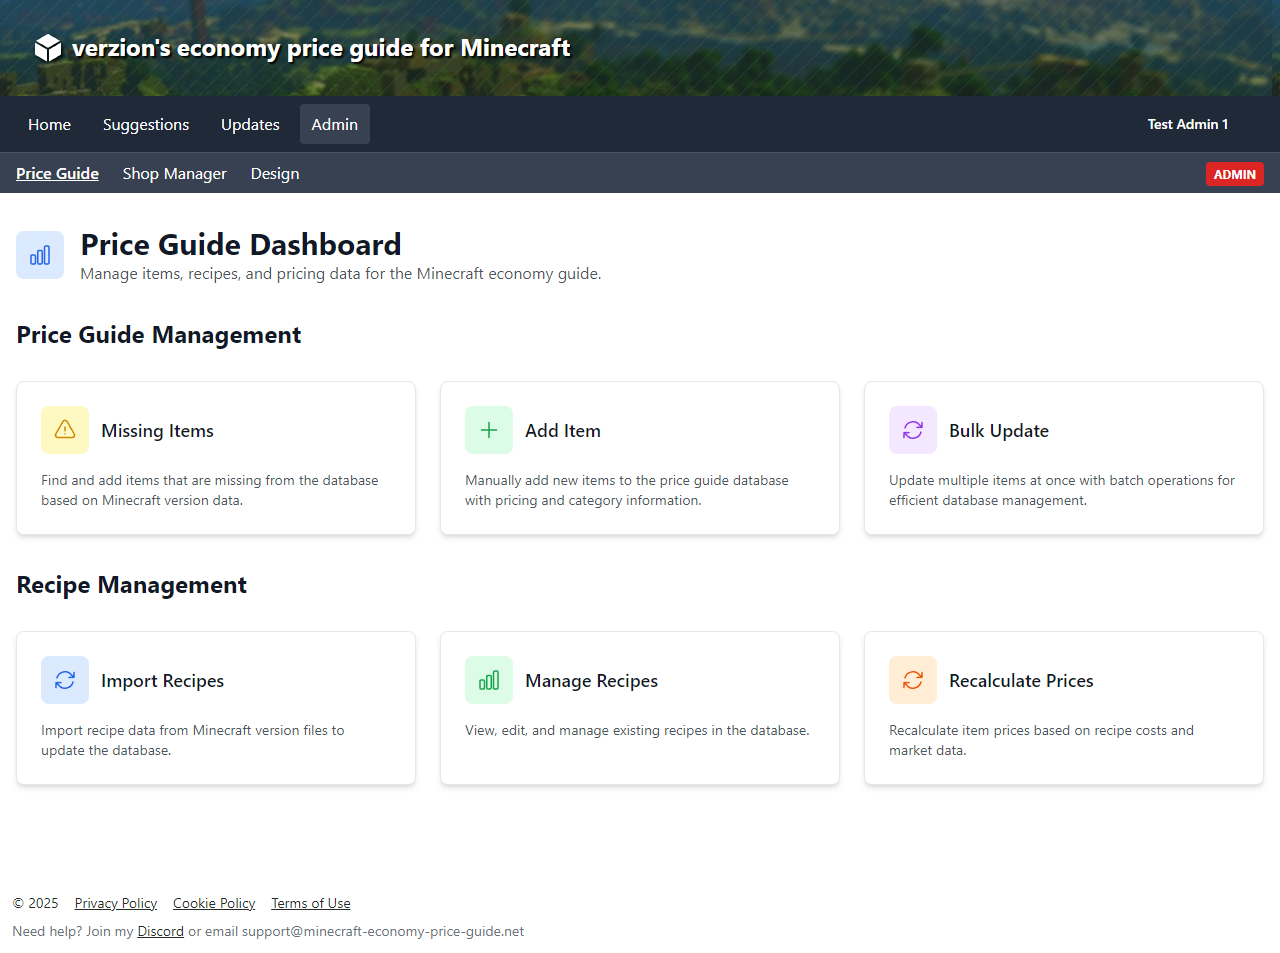 verzion's economy price guide for Minecraft
Home Suggestions Updates Admin Test Admin 1
Price Guide Shop Manager Design ADMIN
Price Guide Dashboard
Manage items, recipes, and pricing data for the Minecraft economy guide.
Price Guide Management
Missing Items
Find and add items that are missing from the database
based on Minecraft version data.
Add Item
Manually add new items to the price guide database
with pricing and category information.
Bulk Update
Update multiple items at once with batch operations for
efficient database management.
Recipe Management
Import Recipes
Import recipe data from Minecraft version files to
update the database.
Manage Recipes
View, edit, and manage existing recipes in the database.
Recalculate Prices
Recalculate item prices based on recipe costs and
market data.
© 2025 Privacy Policy Cookie Policy Terms of Use
Need help? Join my Discord or email support@minecraft-economy-price-guide.net